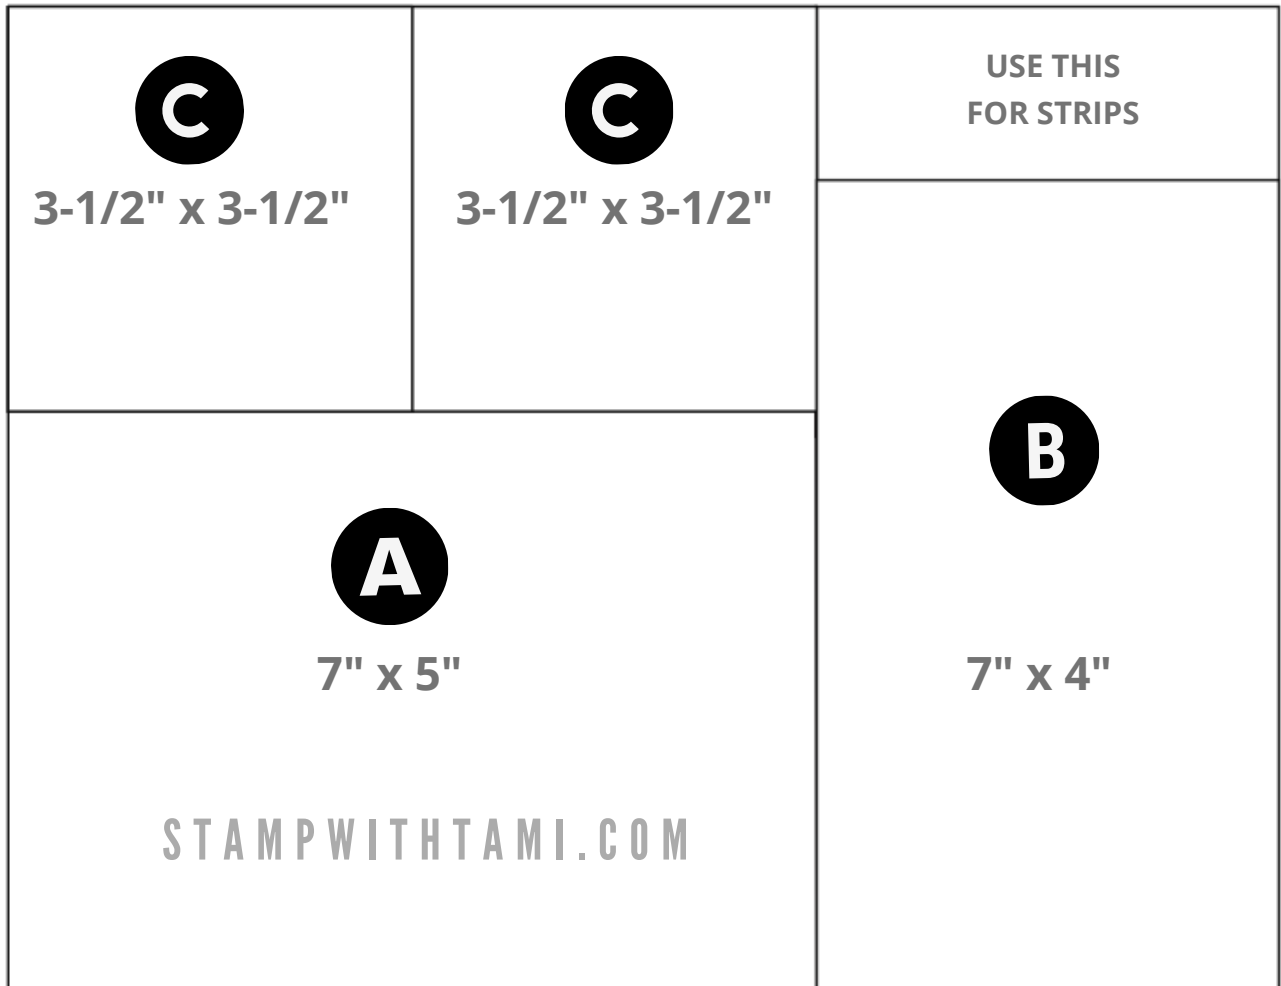 C
3-1/2" x 3-1/2"
C
3-1/2" x 3-1/2"
USE THIS
FOR STRIPS
B
7" x 4"
A
7" x 5"
STAMPWITHTAMI.COM